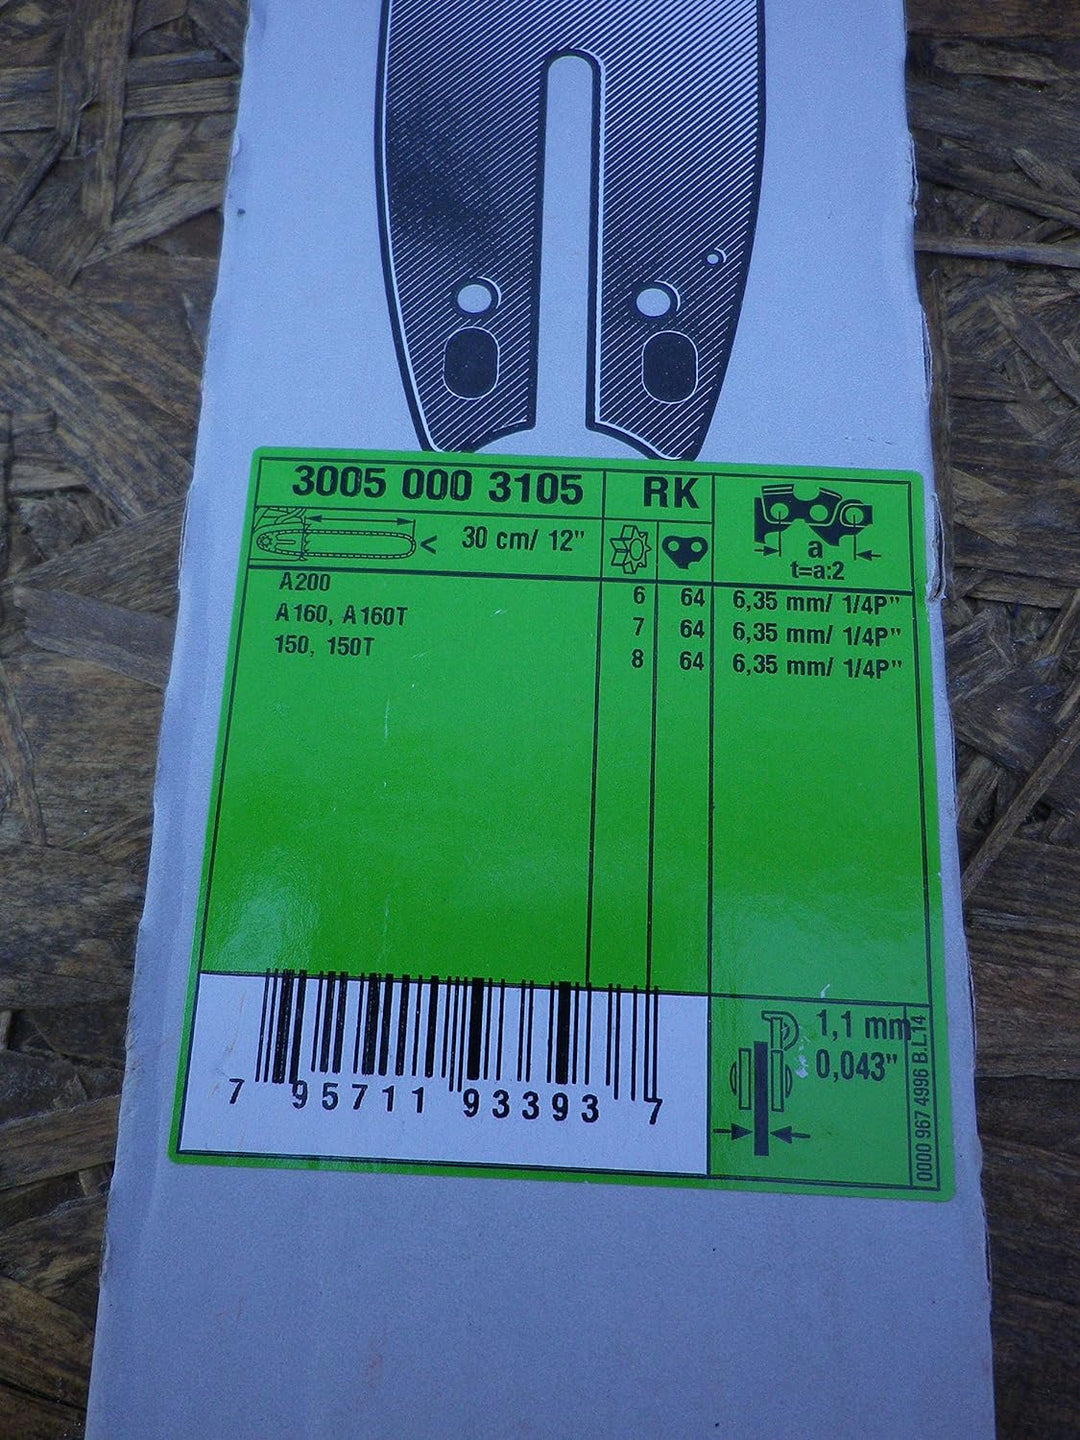 3005 000 3105 RK
< 30 cm/ 12"
a
t=a:2
A200 6 64 6,35 mm/ 1/4P"
A160, A160T 7 64 6,35 mm/ 1/4P"
150, 150T 8 64 6,35 mm/ 1/4P"
1,1 mm
0,043"
0000 967 4996 B.L14
7 95711 93393 7